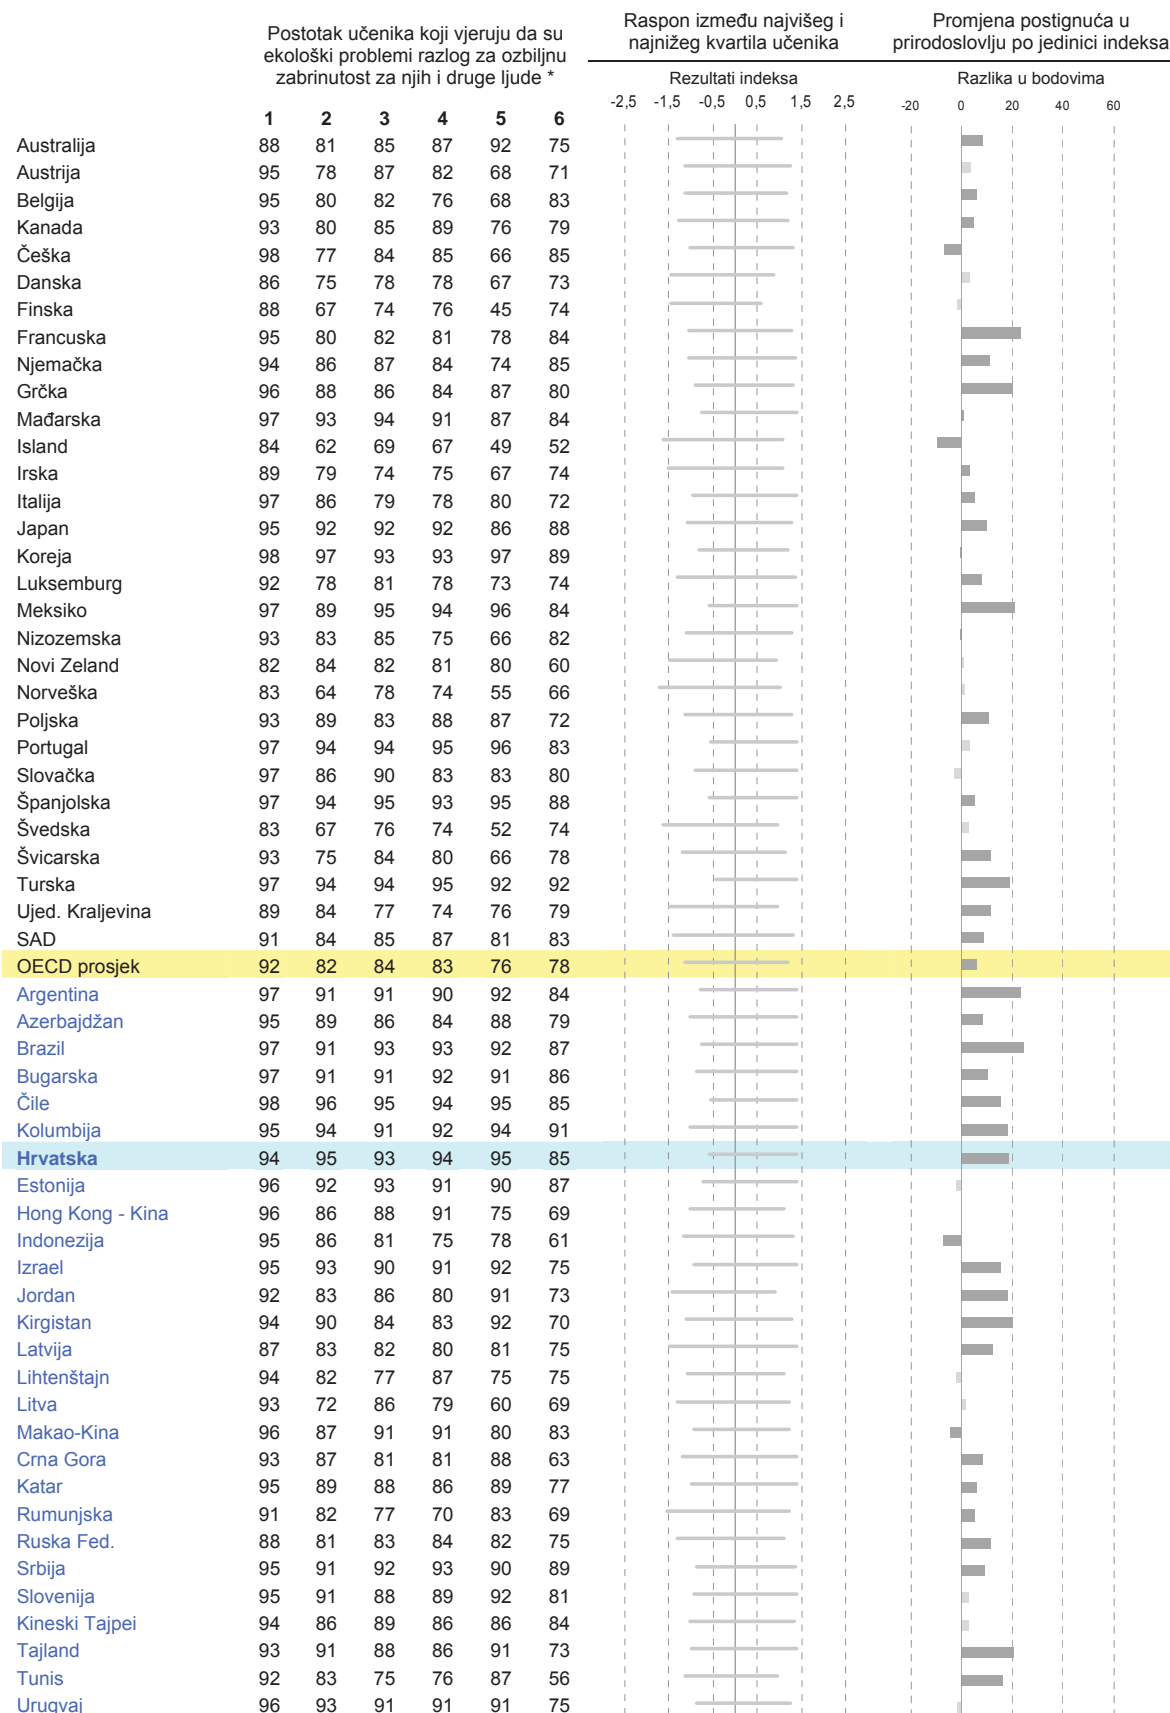 Postotak učenika koji vjeruju da su
ekološki problemi razlog za ozbiljnu
zabrinutost za njih i druge ljude *
Raspon između najvišeg i
najnižeg kvartila učenika
Promjena postignuća u
prirodoslovlju po jedinici indeksa
Rezultati indeksa
Razlika u bodovima
-2,5 -1,5 -0,5 0,5 1,5 2,5
-20 0 20 40 60
1 2 3 4 5 6
Australija 88 81 85 87 92 75
Austrija 95 78 87 82 68 71
Belgija 95 80 82 76 68 83
Kanada 93 80 85 89 76 79
Češka 98 77 84 85 66 85
Danska 86 75 78 78 67 73
Finska 88 67 74 76 45 74
Francuska 95 80 82 81 78 84
Njemačka 94 86 87 84 74 85
Grčka 96 88 86 84 87 80
Mađarska 97 93 94 91 87 84
Island 84 62 69 67 49 52
Irska 89 79 74 75 67 74
Italija 97 86 79 78 80 72
Japan 95 92 92 92 86 88
Koreja 98 97 93 93 97 89
Luksemburg 92 78 81 78 73 74
Meksiko 97 89 95 94 96 84
Nizozemska 93 83 85 75 66 82
Novi Zeland 82 84 82 81 80 60
Norveška 83 64 78 74 55 66
Poljska 93 89 83 88 87 72
Portugal 97 94 94 95 96 83
Slovačka 97 86 90 83 83 80
Španjolska 97 94 95 93 95 88
Švedska 83 67 76 74 52 74
Švicarska 93 75 84 80 66 78
Turska 97 94 94 95 92 92
Ujed. Kraljevina 89 84 77 74 76 79
SAD 91 84 85 87 81 83
OECD prosjek 92 82 84 83 76 78
Argentina 97 91 91 90 92 84
Azerbajdžan 95 89 86 84 88 79
Brazil 97 91 93 93 92 87
Bugarska 97 91 91 92 91 86
Čile 98 96 95 94 95 85
Kolumbija 95 94 91 92 94 91
Hrvatska 94 95 93 94 95 85
Estonija 96 92 93 91 90 87
Hong Kong - Kina 96 86 88 91 75 69
Indonezija 95 86 81 75 78 61
Izrael 95 93 90 91 92 75
Jordan 92 83 86 80 91 73
Kirgistan 94 90 84 83 92 70
Latvija 87 83 82 80 81 75
Lihtenštajn 94 82 77 87 75 75
Litva 93 72 86 79 60 69
Makao-Kina 96 87 91 91 80 83
Crna Gora 93 87 81 81 88 63
Katar 95 89 88 86 89 77
Rumunjska 91 82 77 70 83 69
Ruska Fed. 88 81 83 84 82 75
Srbija 95 91 92 93 90 89
Slovenija 95 91 88 89 92 81
Kineski Tajpei 94 86 89 86 86 84
Tajland 93 91 88 86 91 73
Tunis 92 83 75 76 87 56
Urugvaj 96 93 91 91 91 75